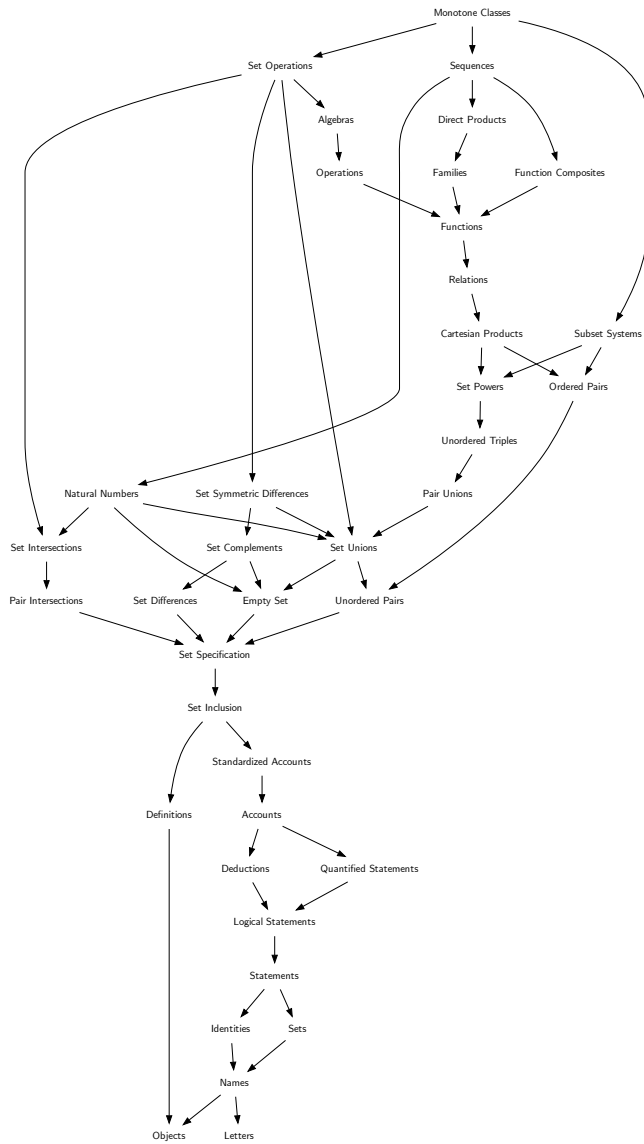 Monotone Classes
Set Operations
Sequences
Algebras
Direct Products
Operations
Families
Function Composites
Functions
Relations
Cartesian Products
Subset Systems
Set Powers
Ordered Pairs
Unordered Triples
Natural Numbers
Set Symmetric Differences
Pair Unions
Set Intersections
Set Complements
Set Unions
Pair Intersections
Set Differences
Empty Set
Unordered Pairs
Set Specification
Set Inclusion
Standardized Accounts
Definitions
Accounts
Deductions
Quantified Statements
Logical Statements
Statements
Identities
Sets
Names
Objects
Letters